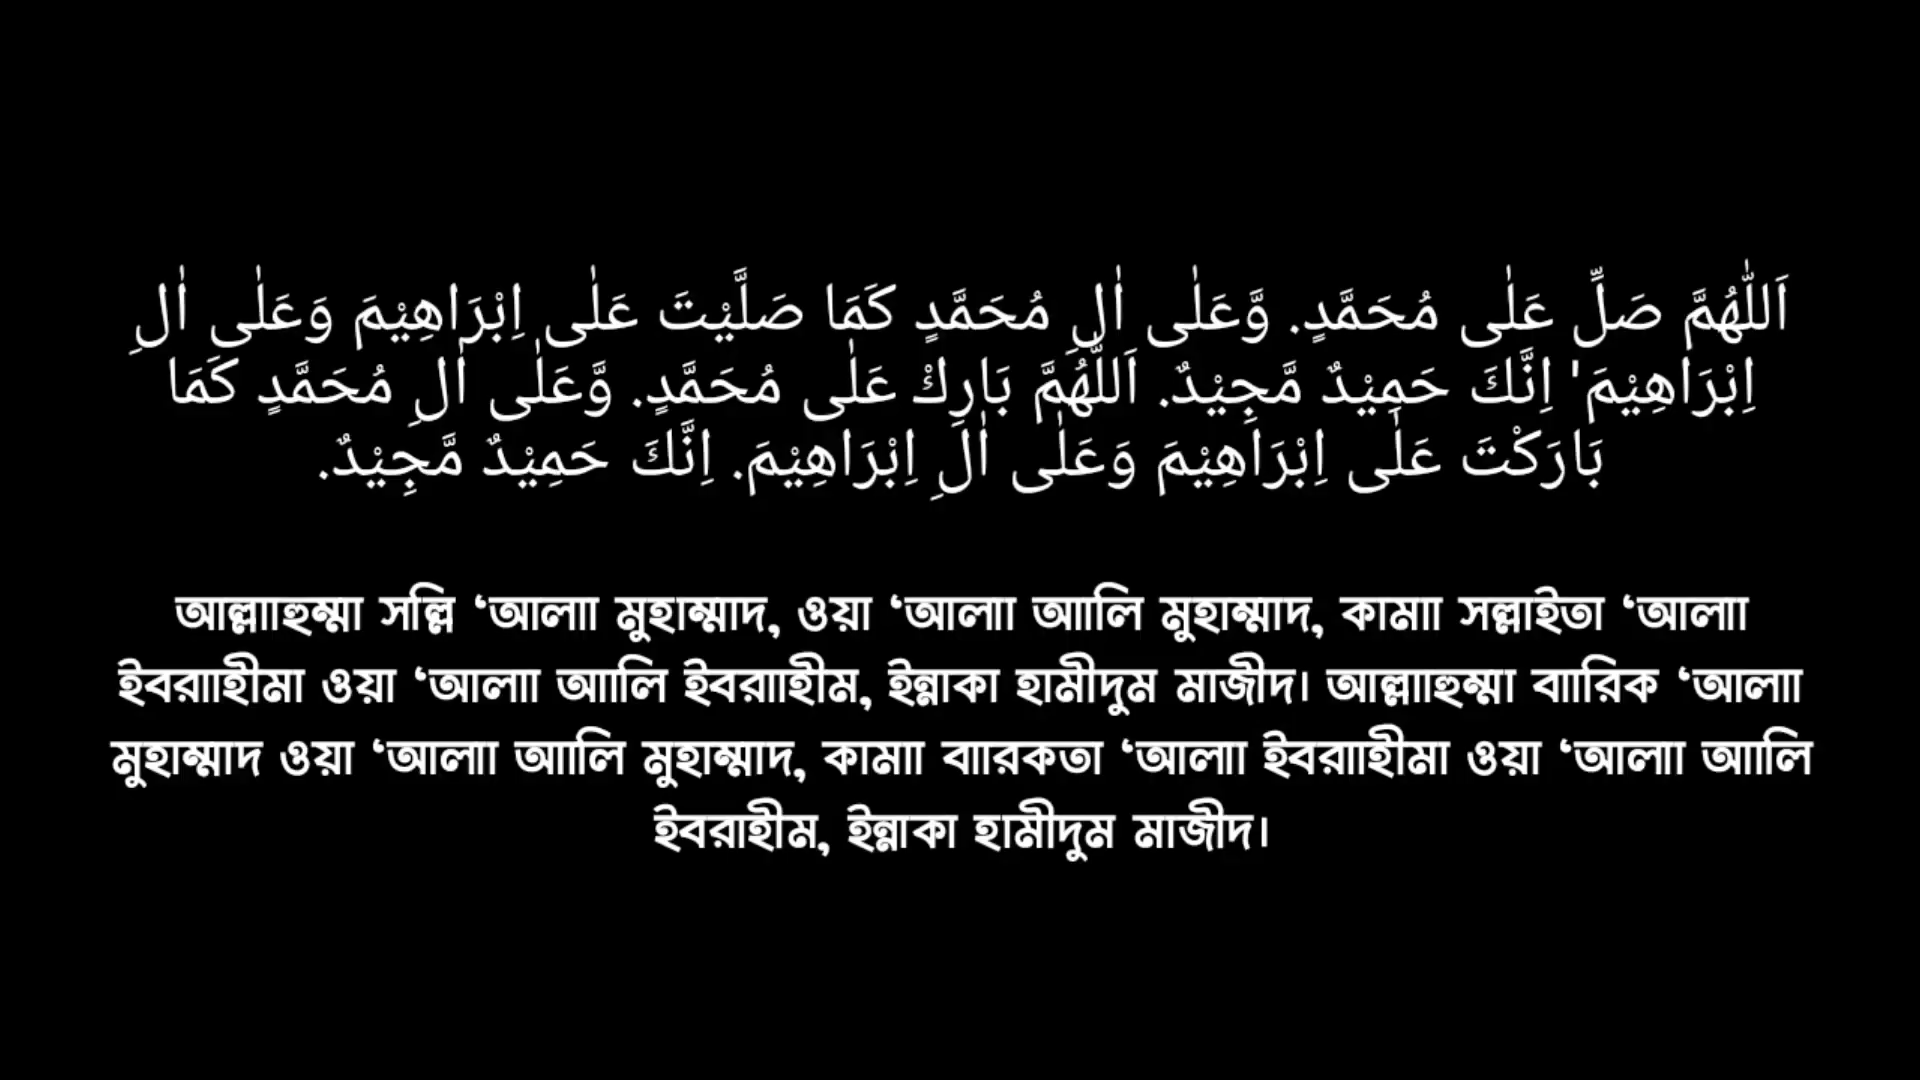 اَللّٰهُمَّ صَلِّ عَلٰى مُحَمَّدٍ. وَّعَلٰى اٰلِ مُحَمَّدٍ كَمَا صَلَّيْتَ عَلٰى اِبْرَاهِيْمَ وَعَلٰى اٰلِ
اِبْرَاهِيْمَ' اِنَّكَ حَمِيْدٌ مَّجِيْدٌ. اَللّٰهُمَّ بَارِكْ عَلٰى مُحَمَّدٍ. وَّعَلٰى اٰلِ مُحَمَّدٍ كَمَا
بَارَكْتَ عَلٰى اِبْرَاهِيْمَ وَعَلٰى اٰلِ اِبْرَاهِيْمَ. اِنَّكَ حَمِيْدٌ مَّجِيْدٌ.
আল্লাাহুম্মা সল্লি ‘আলাা মুহাম্মাদ, ওয়া ‘আলাা আালি মুহাম্মাদ, কামাা সল্লাইতা ‘আলাা
ইবরাাহীমা ওয়া ‘আলাা আালি ইবরাাহীম, ইন্নাকা হামীদুম মাজীদ। আল্লাাহুম্মা বাারিক ‘আলাা
মুহাম্মাদ ওয়া ‘আলাা আালি মুহাম্মাদ, কামাা বাারকতা ‘আলাা ইবরাাহীমা ওয়া ‘আলাা আালি
ইবরাহীম, ইন্নাকা হামীদুম মাজীদ।